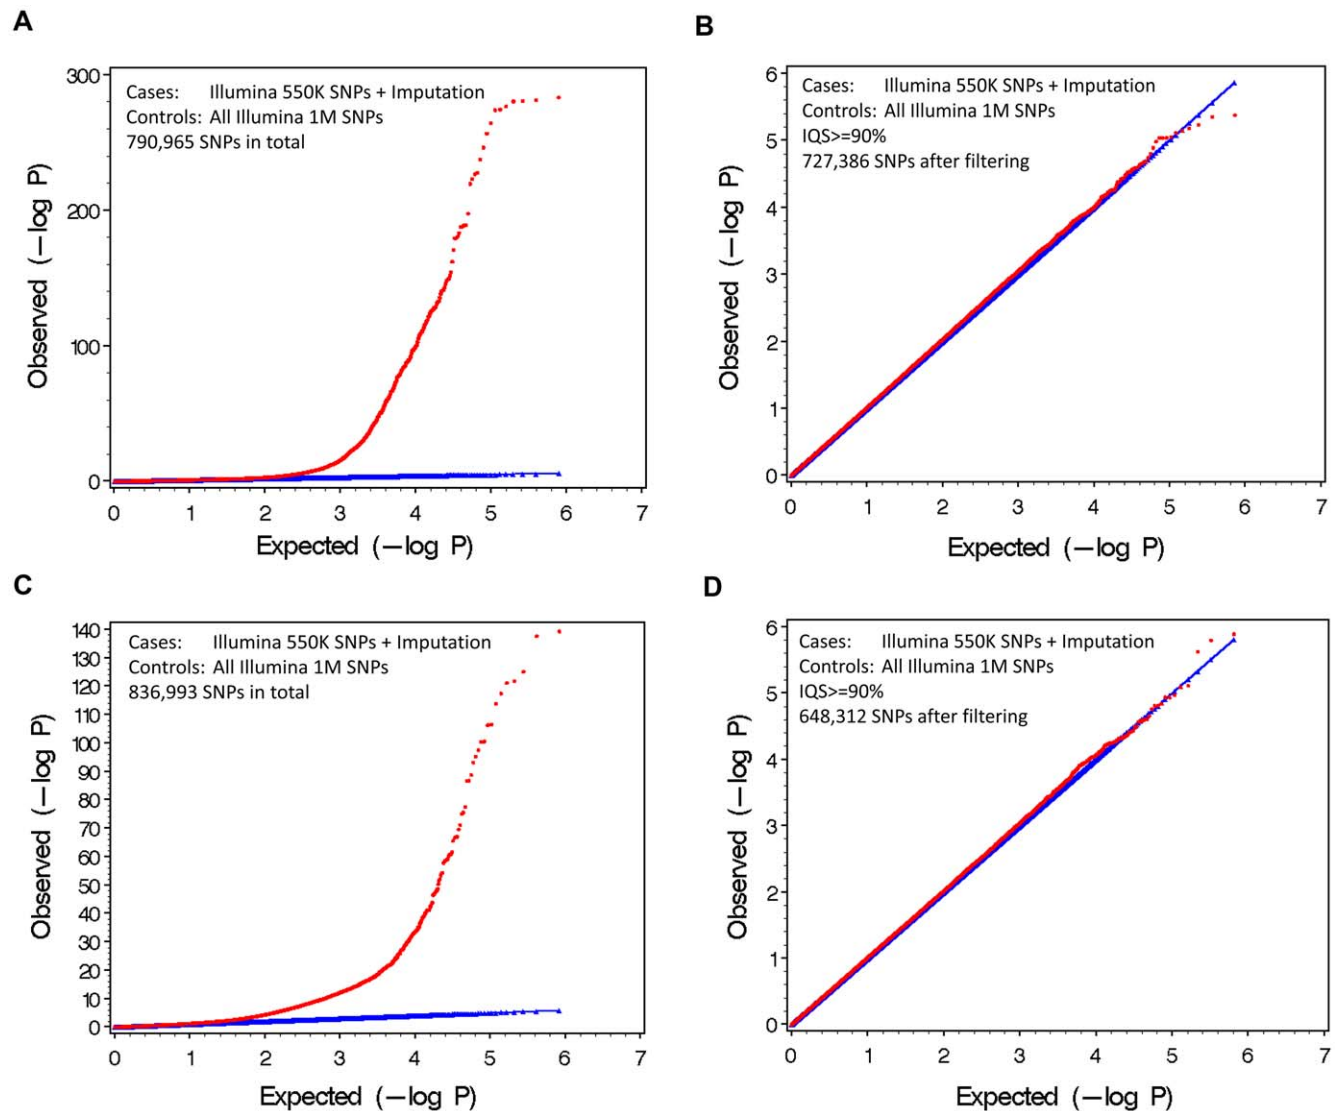 A
300
200
100
0
Cases: Illumina 550K SNPs + Imputation
Controls: All Illumina 1M SNPs
790,965 SNPs in total
Observed (—log P)
0 1 2 3 4 5 6 7
Expected (—log P)
B
6
5
4
3
2
1
0
Cases: Illumina 550K SNPs + Imputation
Controls: All Illumina 1M SNPs
IQS>=90%
727,386 SNPs after filtering
Observed (—log P)
0 1 2 3 4 5 6 7
Expected (—log P)
C
140
130
120
110
100
90
80
70
60
50
40
30
20
10
0
Cases: Illumina 550K SNPs + Imputation
Controls: All Illumina 1M SNPs
836,993 SNPs in total
Observed (—log P)
0 1 2 3 4 5 6 7
Expected (—log P)
D
6
5
4
3
2
1
0
Cases: Illumina 550K SNPs + Imputation
Controls: All Illumina 1M SNPs
IQS>=90%
648,312 SNPs after filtering
Observed (—log P)
0 1 2 3 4 5 6 7
Expected (—log P)